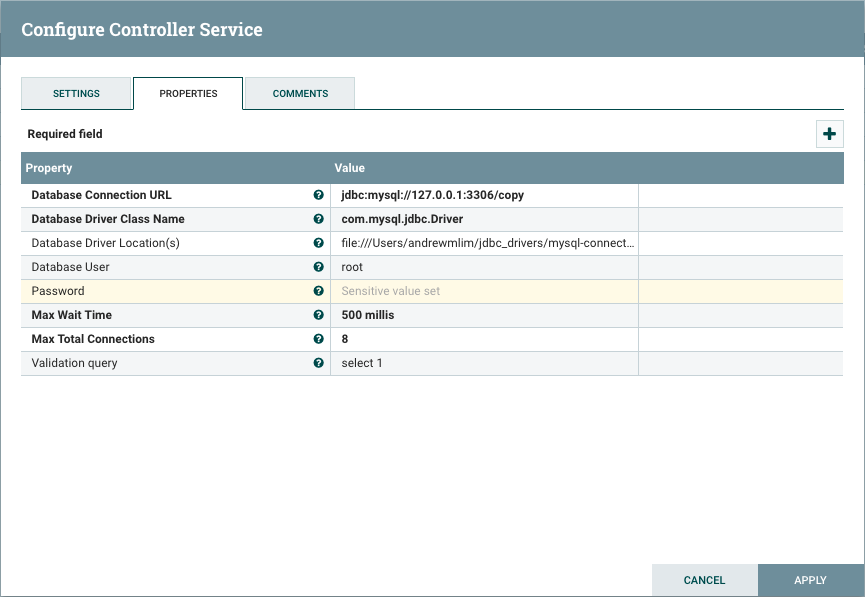 Configure Controller Service
SETTINGS PROPERTIES COMMENTS
Required field
Property Value
Database Connection URL jdbc:mysql://127.0.0.1:3306/copy
Database Driver Class Name com.mysql.jdbc.Driver
Database Driver Location(s) file:///Users/andrewmlim/jdbc_drivers/mysql-connect...
Database User root
Password Sensitive value set
Max Wait Time 500 millis
Max Total Connections 8
Validation query select 1
CANCEL APPLY